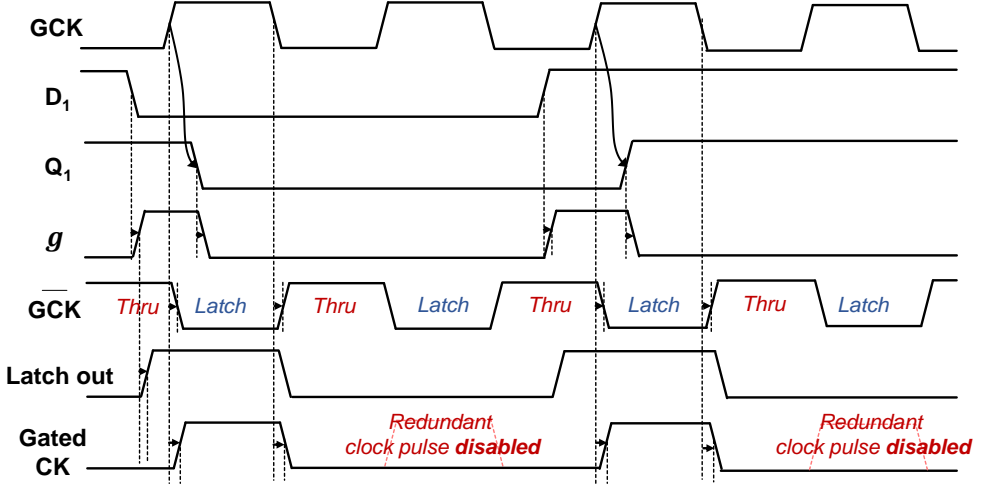 GCK
D₁
Q₁
g
G̅C̅K̅ Thru Latch Thru Latch Thru Latch Thru Latch
Latch out
Gated
CK
Redundant
clock pulse disabled
Redundant
clock pulse disabled